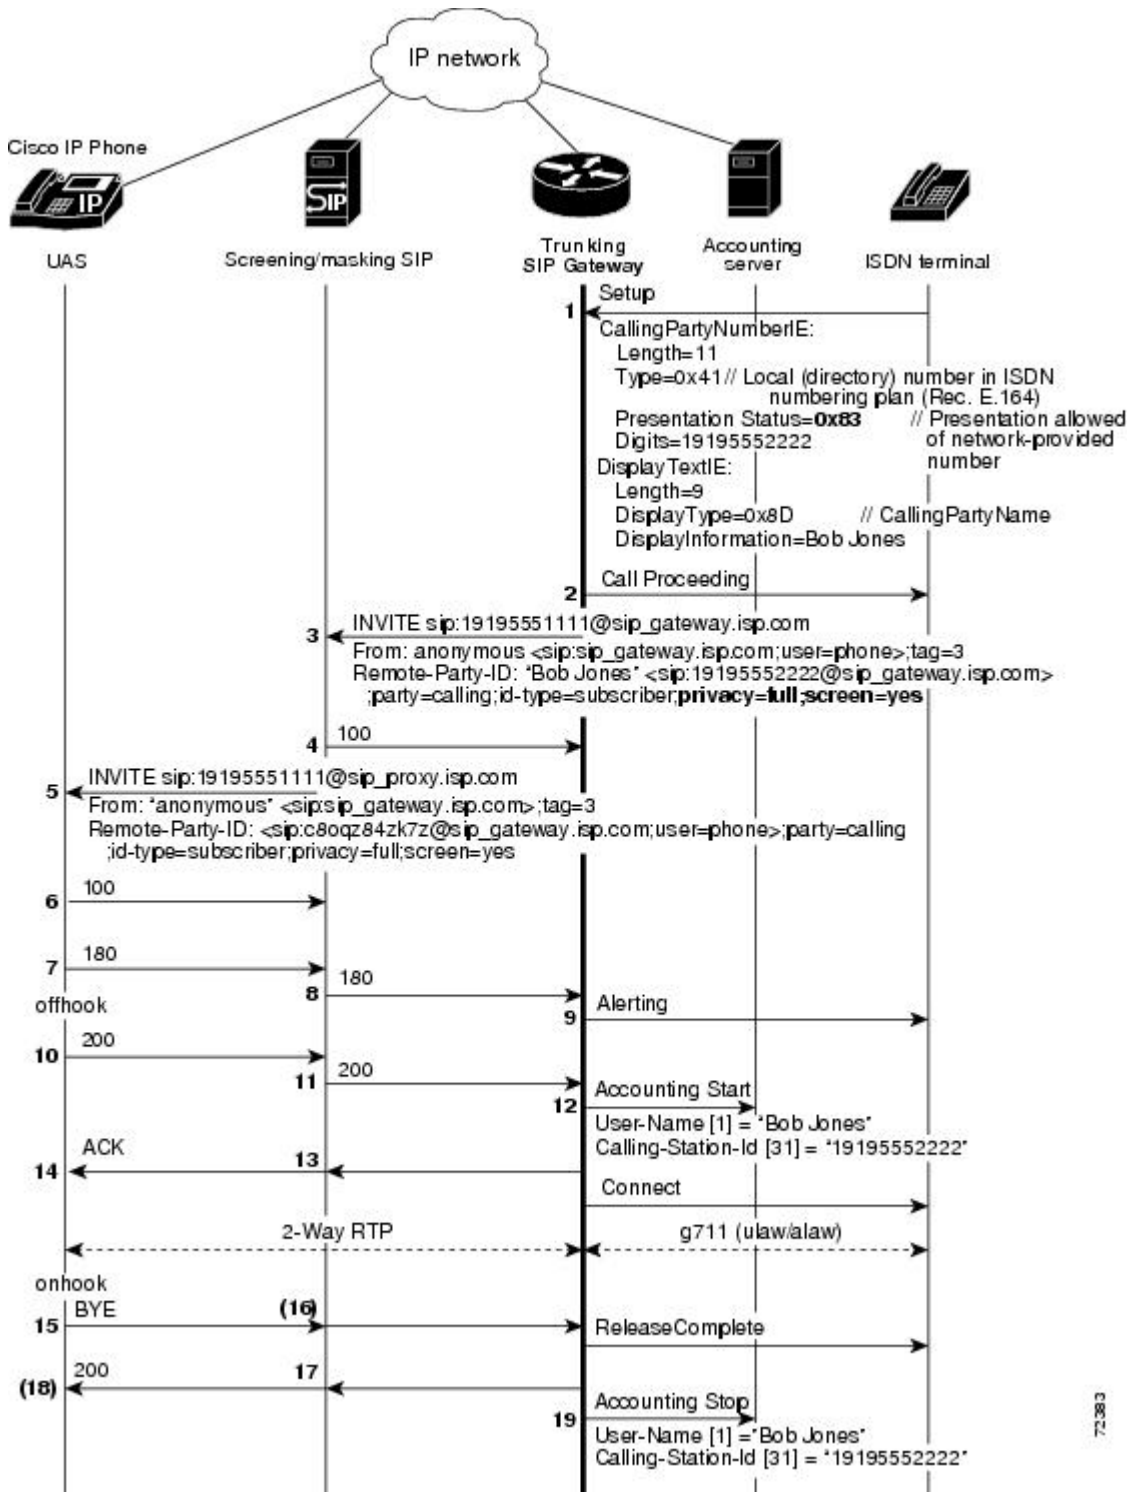 IP network
Cisco IP Phone
IP
SIP
UAS
Screening/masking SIP
Trunking
SIP Gateway
Accounting
server
ISDN terminal
Setup
1
CallingPartyNumberIE:
Length=11
Type=0x41// Local (directory) number in ISDN
numbering plan (Rec. E.164)
Presentation Status=0x83 // Presentation allowed
Digits=19195552222 of network-provided
number
DisplayTextIE:
Length=9
DisplayType=0x8D // CallingPartyName
DisplayInformation=Bob Jones
Call Proceeding
2
INVITE sip:19195551111@sip_gateway.isp.com
3
From: anonymous <sip:sip_gateway.isp.com;user=phone>;tag=3
Remote-Party-ID: "Bob Jones" <sip:19195552222@sip_gateway.isp.com>
;party=calling;id-type=subscriber;privacy=full;screen=yes
100
4
INVITE sip:19195551111@sip_proxy.isp.com
5
From: "anonymous" <sip:sip_gateway.isp.com>;tag=3
Remote-Party-ID: <sip:c8oqz84zk7z@sip_gateway.isp.com;user=phone>;party=calling
;id-type=subscriber;privacy=full;screen=yes
100
6
180
7
180
8
offhook
Alerting
9
200
10
200
11
Accounting Start
12
User-Name [1] = "Bob Jones"
Calling-Station-Id [31] = "19195552222"
ACK
13
14
Connect
2-Way RTP
g711 (ulaw/alaw)
onhook
BYE
(16)
15
ReleaseComplete
200
17
(18)
Accounting Stop
19
User-Name [1] ="Bob Jones"
Calling-Station-Id [31] = "19195552222"
72383